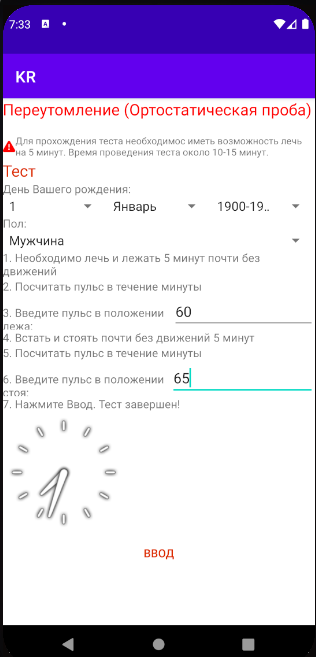 7:33
A
KR
Переутомление (Ортостатическая проба)
Для прохождения теста необходимос иметь возможность лечь
на 5 минут. Время проведения теста около 10-15 минут.
Тест
День Вашего рождения:
1 Январь 1900-19..
Пол:
Мужчина
1. Необходимо лечь и лежать 5 минут почти без
движений
2. Посчитать пульс в течение минуты
3. Введите пульс в положении 60
лежа:
4. Встать и стоять почти без движений 5 минут
5. Посчитать пульс в течение минуты
6. Введите пульс в положении 65
стоя:
7. Нажмите Ввод. Тест завершен!
ввод